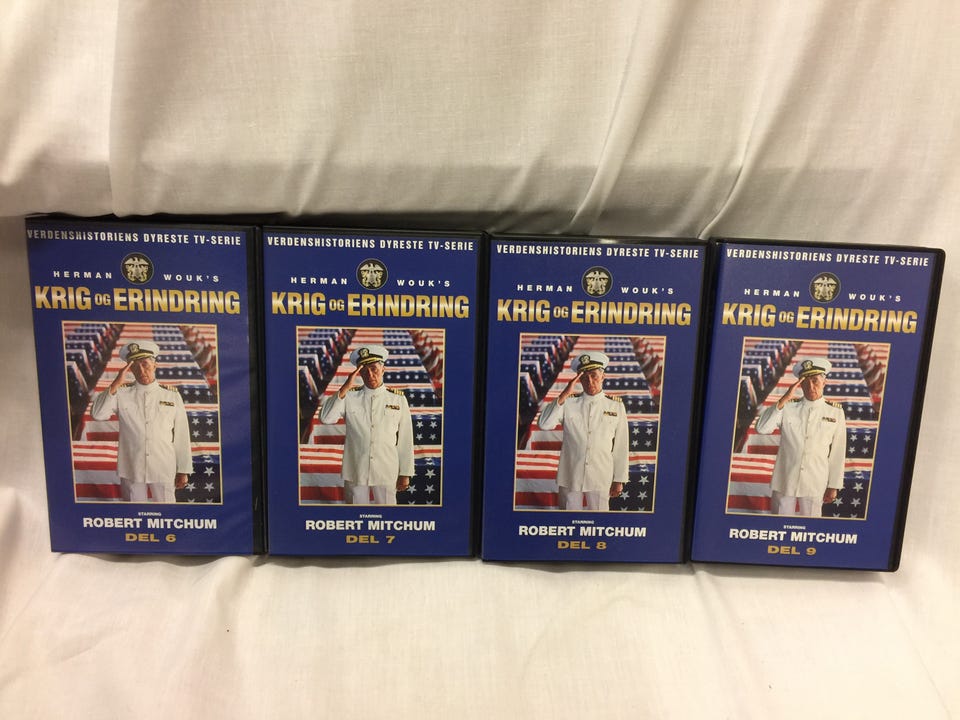 VERDENSHISTORIENS DYRESTE TV-SERIE
HERMAN WOUK'S
KRIG OG ERINDRING
STARRING
ROBERT MITCHUM
DEL 6
VERDENSHISTORIENS DYRESTE TV-SERIE
HERMAN WOUK'S
KRIG OG ERINDRING
STARRING
ROBERT MITCHUM
DEL 7
VERDENSHISTORIENS DYRESTE TV-SERIE
HERMAN WOUK'S
KRIG OG ERINDRING
STARRING
ROBERT MITCHUM
DEL 8
VERDENSHISTORIENS DYRESTE TV-SERIE
HERMAN WOUK'S
KRIG OG ERINDRING
STARRING
ROBERT MITCHUM
DEL 9